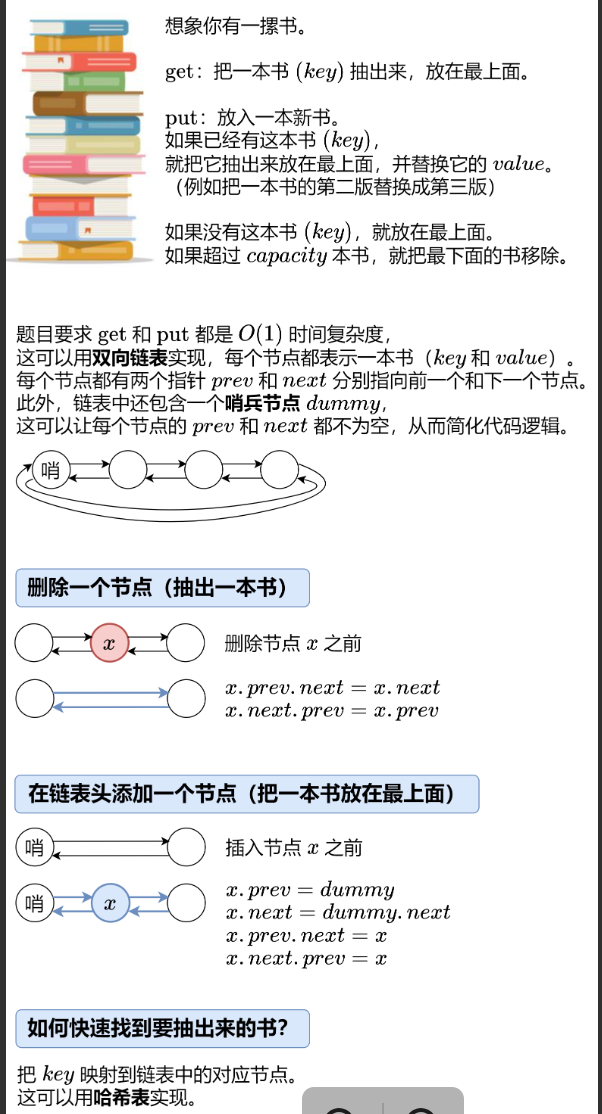 想象你有一摞书。
get：把一本书 (key) 抽出来，放在最上面。
put：放入一本新书。
如果已经有这本书 (key)，
就把它抽出来放在最上面，并替换它的 value。
（例如把一本书的第二版替换成第三版）
如果没有这本书 (key)，就放在最上面。
如果超过 capacity 本书，就把最下面的书移除。
题目要求 get 和 put 都是 O(1) 时间复杂度，
这可以用双向链表实现，每个节点都表示一本书（key 和 value）。
每个节点都有两个指针 prev 和 next 分别指向前一个和下一个节点。
此外，链表中还包含一个哨兵节点 dummy，
这可以让每个节点的 prev 和 next 都不为空，从而简化代码逻辑。
哨
删除一个节点（抽出一本书）
x 删除节点 x 之前
x.prev.next = x.next
x.next.prev = x.prev
在链表头添加一个节点（把一本书放在最上面）
哨 插入节点 x 之前
哨 x x.prev = dummy
x.next = dummy.next
x.prev.next = x
x.next.prev = x
如何快速找到要抽出来的书？
把 key 映射到链表中的对应节点。
这可以用哈希表实现。